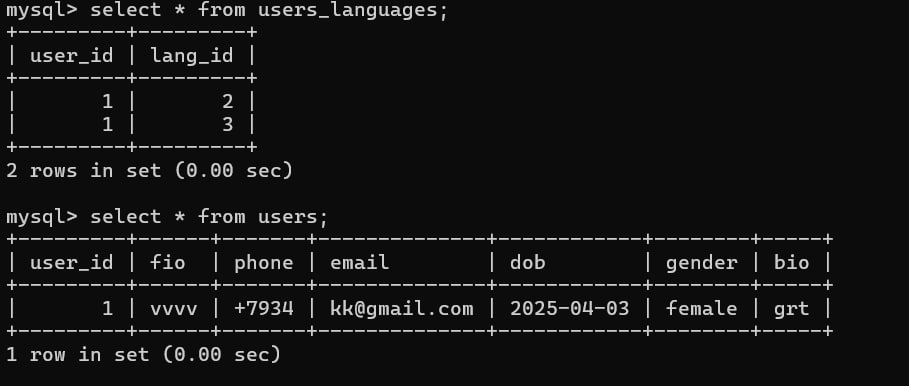 mysql> select * from users_languages;
+---------+---------+
| user_id | lang_id |
+---------+---------+
|       1 |       2 |
|       1 |       3 |
+---------+---------+
2 rows in set (0.00 sec)

mysql> select * from users;
+---------+------+-------+---------------+------------+--------+-----+
| user_id | fio  | phone | email         | dob        | gender | bio |
+---------+------+-------+---------------+------------+--------+-----+
|       1 | vvvv | +7934 | kk@gmail.com | 2025-04-03 | female | grt |
+---------+------+-------+---------------+------------+--------+-----+
1 row in set (0.00 sec)